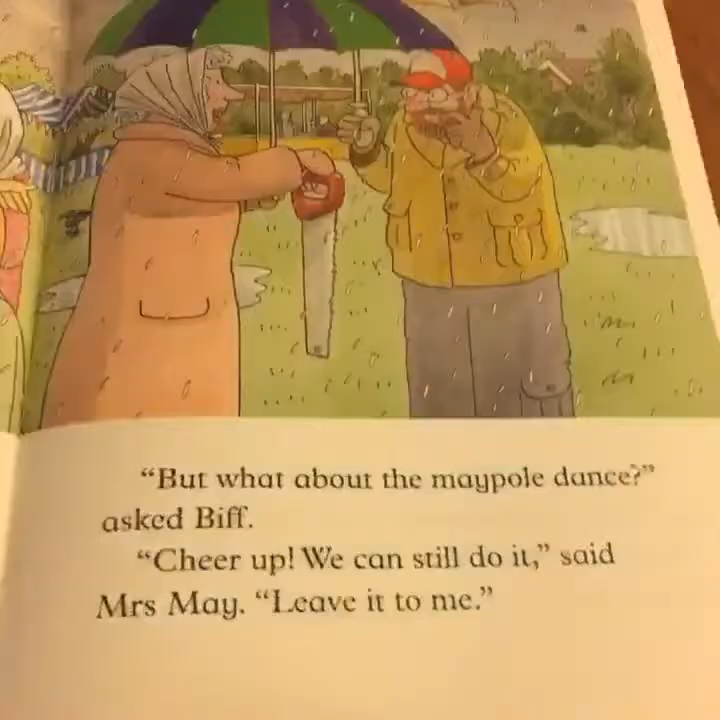 “But what about the maypole dance?”
asked Biff.
“Cheer up! We can still do it,” said
Mrs May. “Leave it to me.”